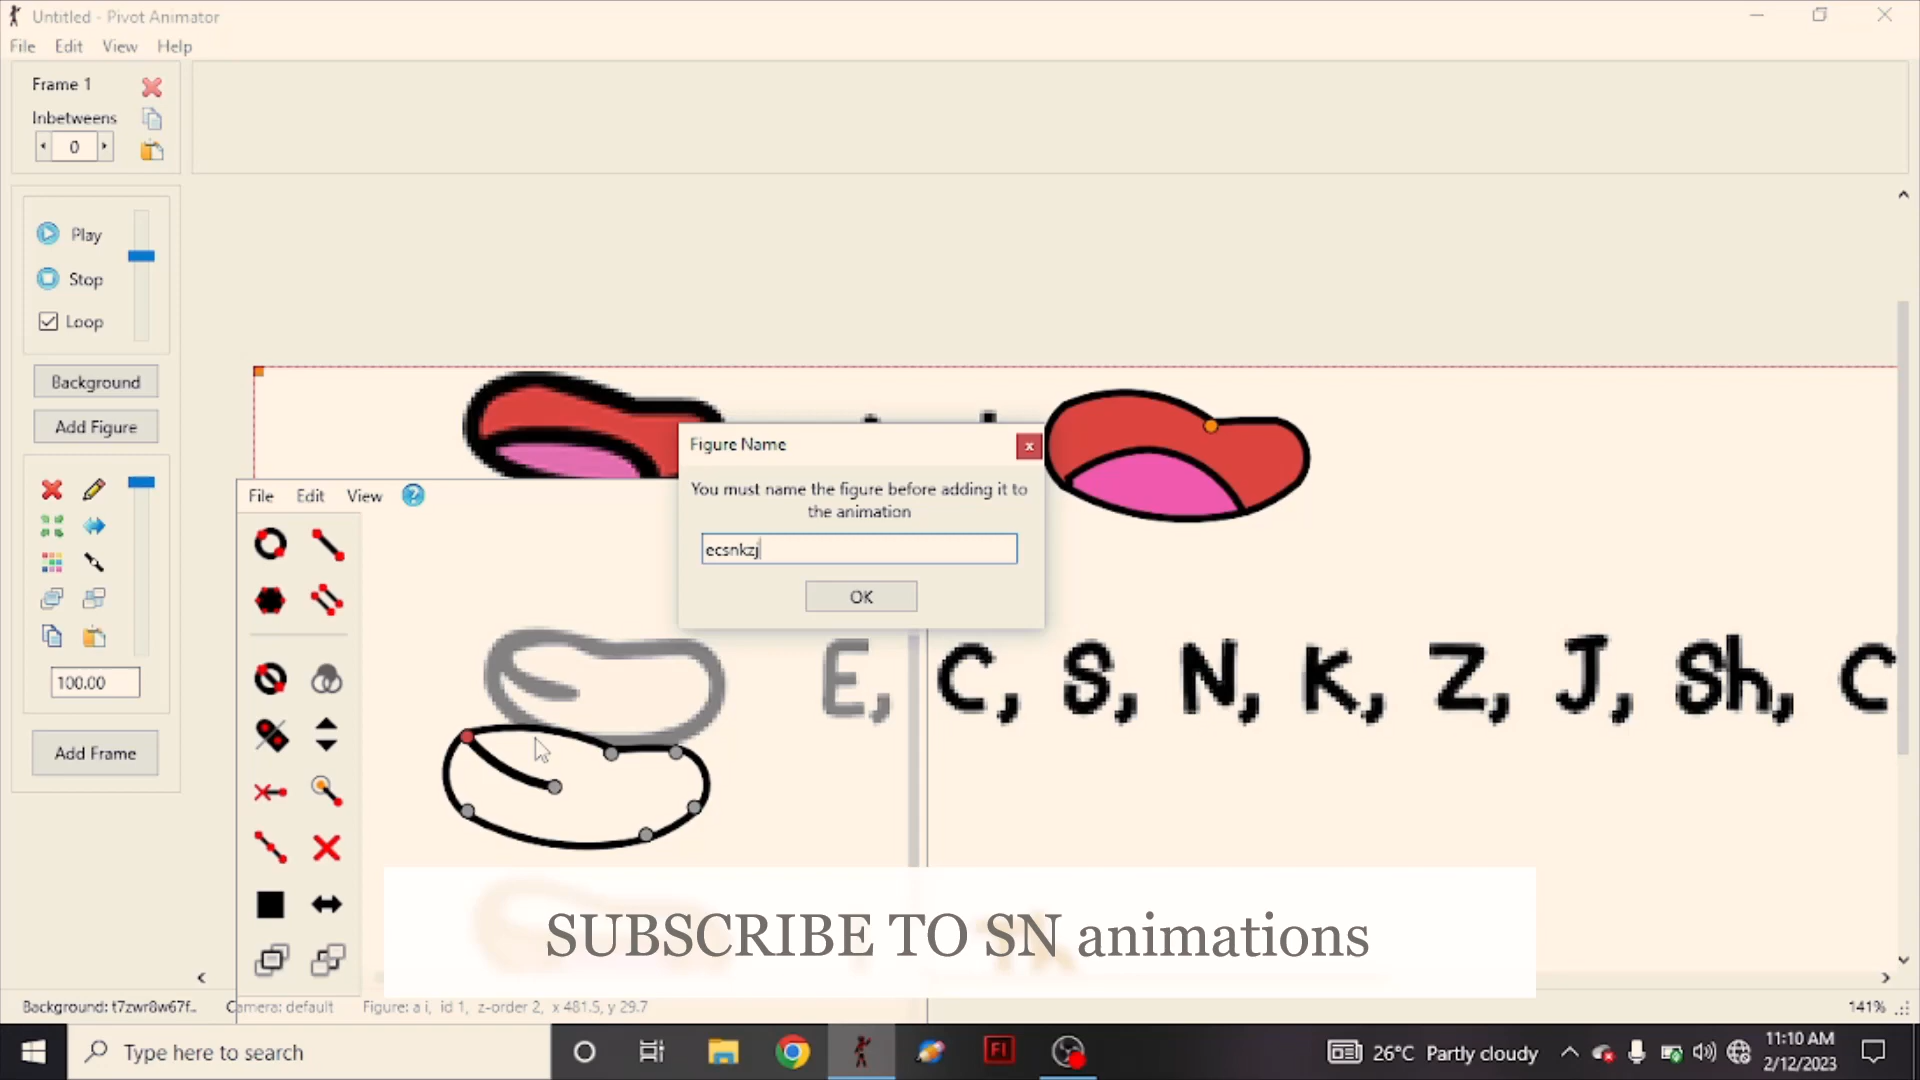 Untitled - Pivot Animator
File Edit View Help
Frame 1
Inbetweens
0
Play
Stop
Loop
Background
Add Figure
100.00
Add Frame
File Edit View
Figure Name
You must name the figure before adding it to
the animation
ecsnkzj
OK
E, C, S, N, K, Z, J, Sh, C
SUBSCRIBE TO SN animations
Background: t7zwr8w67f.. Camera: default Figure: a i, id 1, z-order 2, x 481.5, y 29.7
141%
Type here to search
26°C Partly cloudy
11:10 AM
2/12/2023